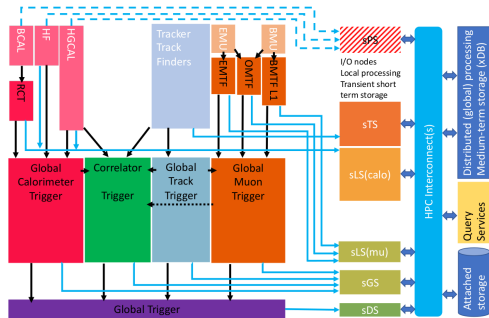 BCAL
HF
HGCAL
Tracker
Track
Finders
EMU
BMU
EMTF
OMTF
BMTF L1
RCT
Global
Calorimeter
Trigger
Correlator
Trigger
Global
Track
Trigger
Global
Muon
Trigger
Global Trigger
sPS
I/O nodes
Local processing
Transient short
term storage
sTS
sLS(calo)
sLS(mu)
sGS
sDS
HPC Interconnect(s)
Distributed (global) processing
Medium-term storage (xDB)
Query
Services
Attached
storage